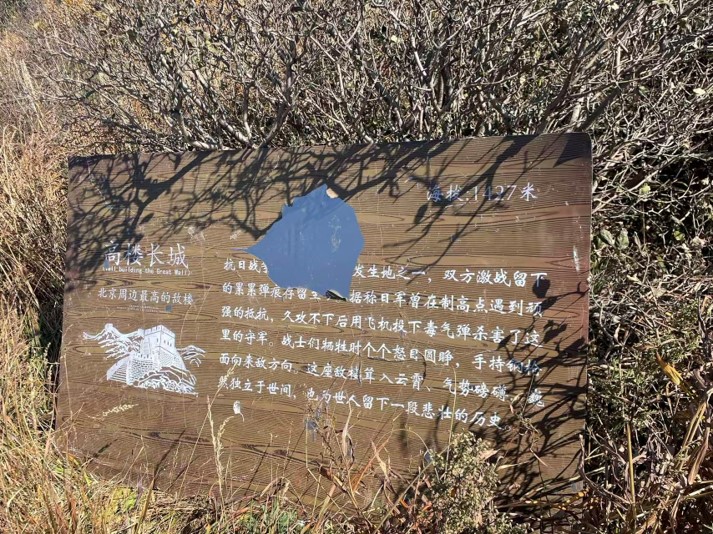 海拔:1427米
高楼长城
(tall building the Great Wall)
北京周边最高的敌楼
抗日战 发生地之一，双方激战留下
的累累弹痕存留至 据称日军曾在制高点遇到顽
强的抵抗，久攻不下后用飞机投下毒气弹杀害了这
里的守军。战士们牺牲时个个怒目圆睁，手持钢枪
面向来敌方向。这座敌楼耸入云霄、气势磅礴、巍
然独立于世间，也为世人留下一段悲壮的历史。